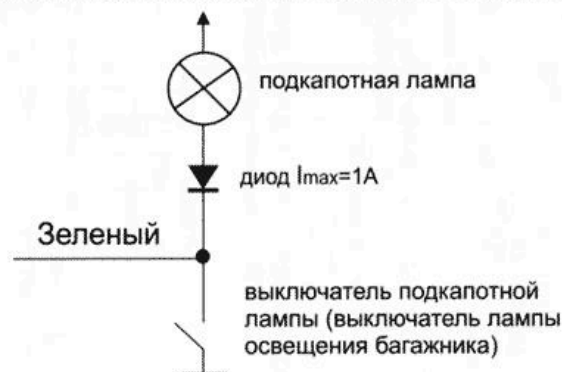 подкапотная лампа
диод Imax=1A
Зеленый
выключатель подкапотной
лампы (выключатель лампы
освещения багажника)